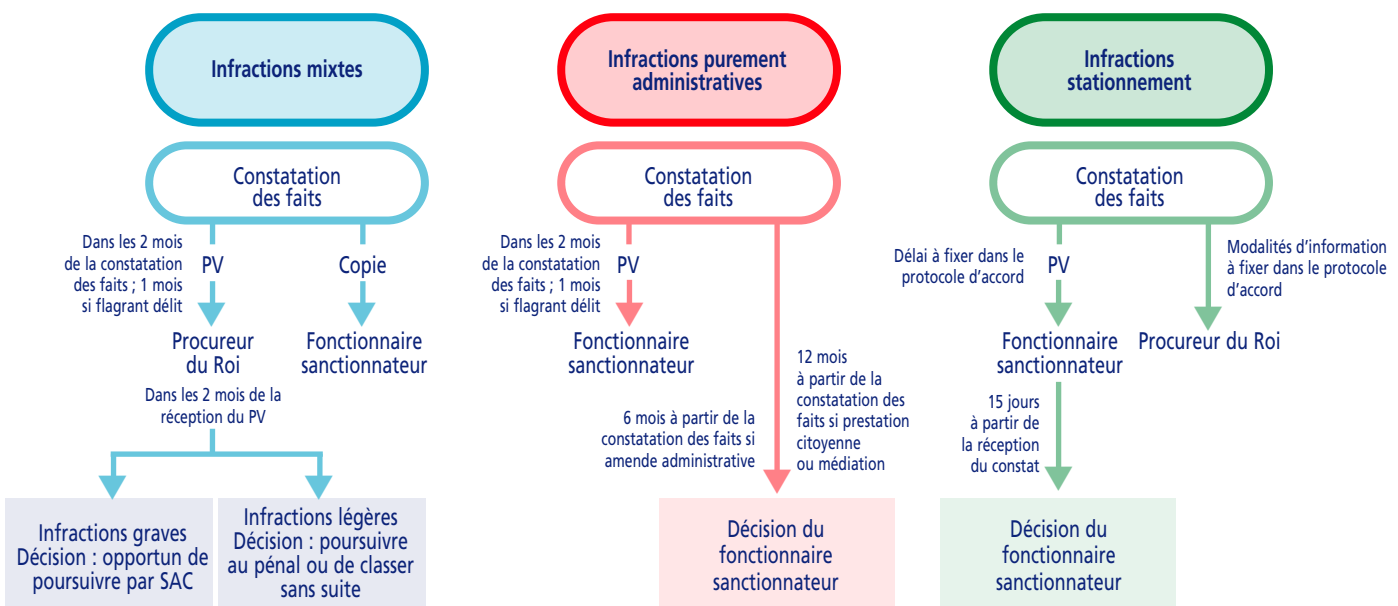 Infractions mixtes
Constatation
des faits
Dans les 2 mois
de la constatation
des faits ; 1 mois
si flagrant délit
PV
Copie
Procureur
du Roi
Fonctionnaire
sanctionnateur
Dans les 2 mois de la
réception du PV
Infractions graves
Décision : opportun de
poursuivre par SAC
Infractions légères
Décision : poursuivre
au pénal ou de classer
sans suite
Infractions purement
administratives
Constatation
des faits
Dans les 2 mois
de la constatation
des faits ; 1 mois
si flagrant délit
PV
Fonctionnaire
sanctionnateur
6 mois à partir de la
constatation des faits si
amende administrative
12 mois
à partir de la
constatation des
faits si prestation
citoyenne
ou médiation
Décision du
fonctionnaire
sanctionnateur
Infractions
stationnement
Constatation
des faits
Délai à fixer dans le
protocole d’accord
PV
Modalités d’information
à fixer dans le protocole
d’accord
Fonctionnaire
sanctionnateur
Procureur du Roi
15 jours
à partir de
la réception
du constat
Décision du
fonctionnaire
sanctionnateur